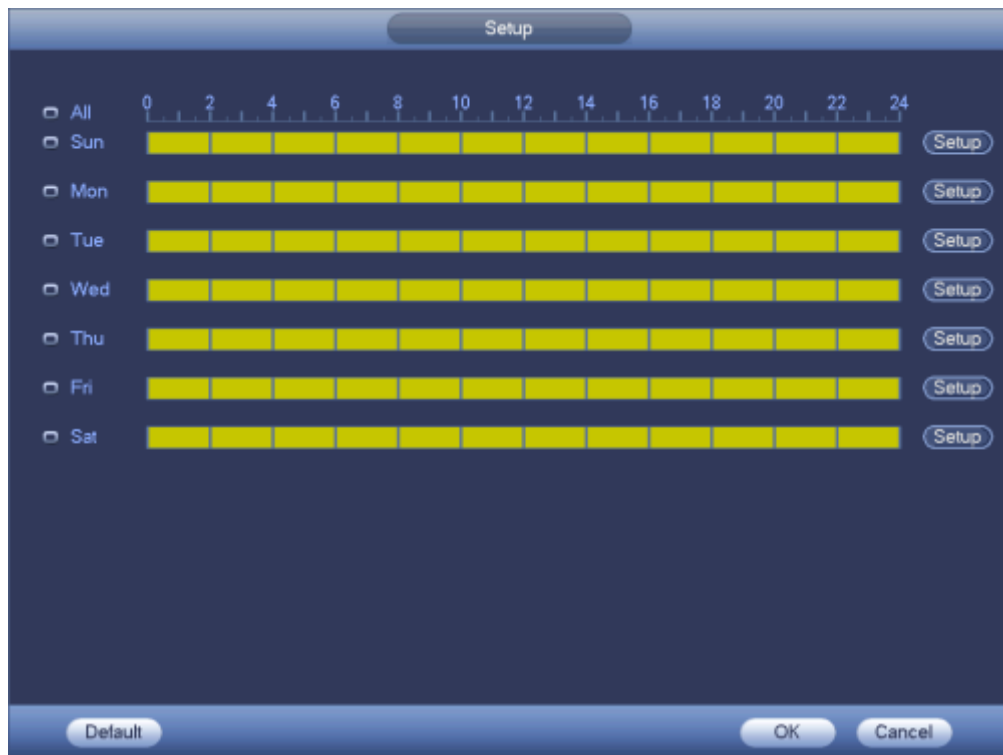 Setup
All 0 2 4 6 8 10 12 14 16 18 20 22 24
Sun Setup
Mon Setup
Tue Setup
Wed Setup
Thu Setup
Fri Setup
Sat Setup
Default OK Cancel